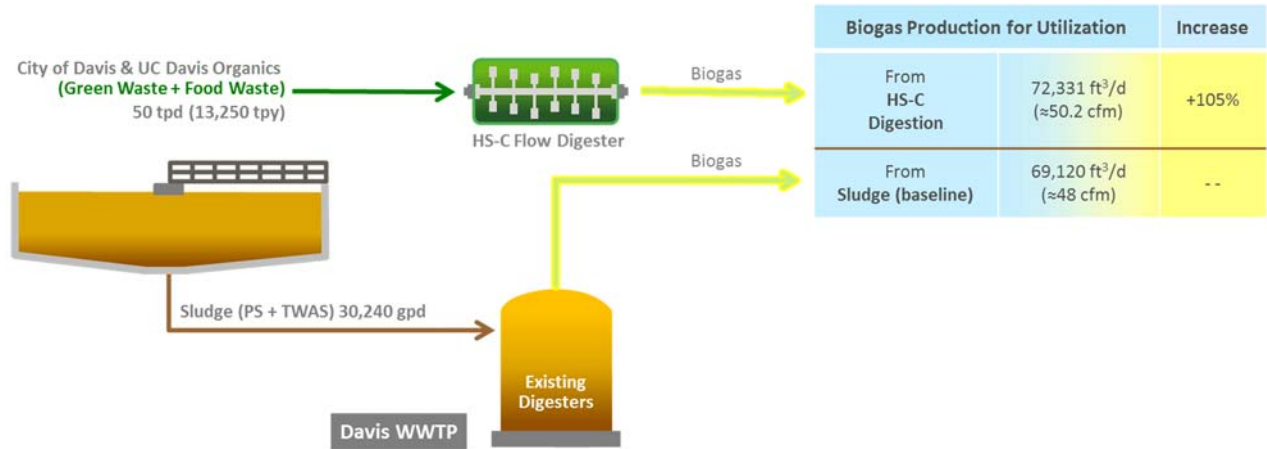 City of Davis & UC Davis Organics
(Green Waste + Food Waste)
50 tpd (13,250 tpy)
HS-C Flow Digester
Biogas
Biogas
Sludge (PS + TWAS) 30,240 gpd
Existing
Digesters
Davis WWTP
Biogas Production for Utilization
Increase
From
HS-C
Digestion
72,331 ft³/d
(≈50.2 cfm)
+105%
From
Sludge (baseline)
69,120 ft³/d
(≈48 cfm)
- -